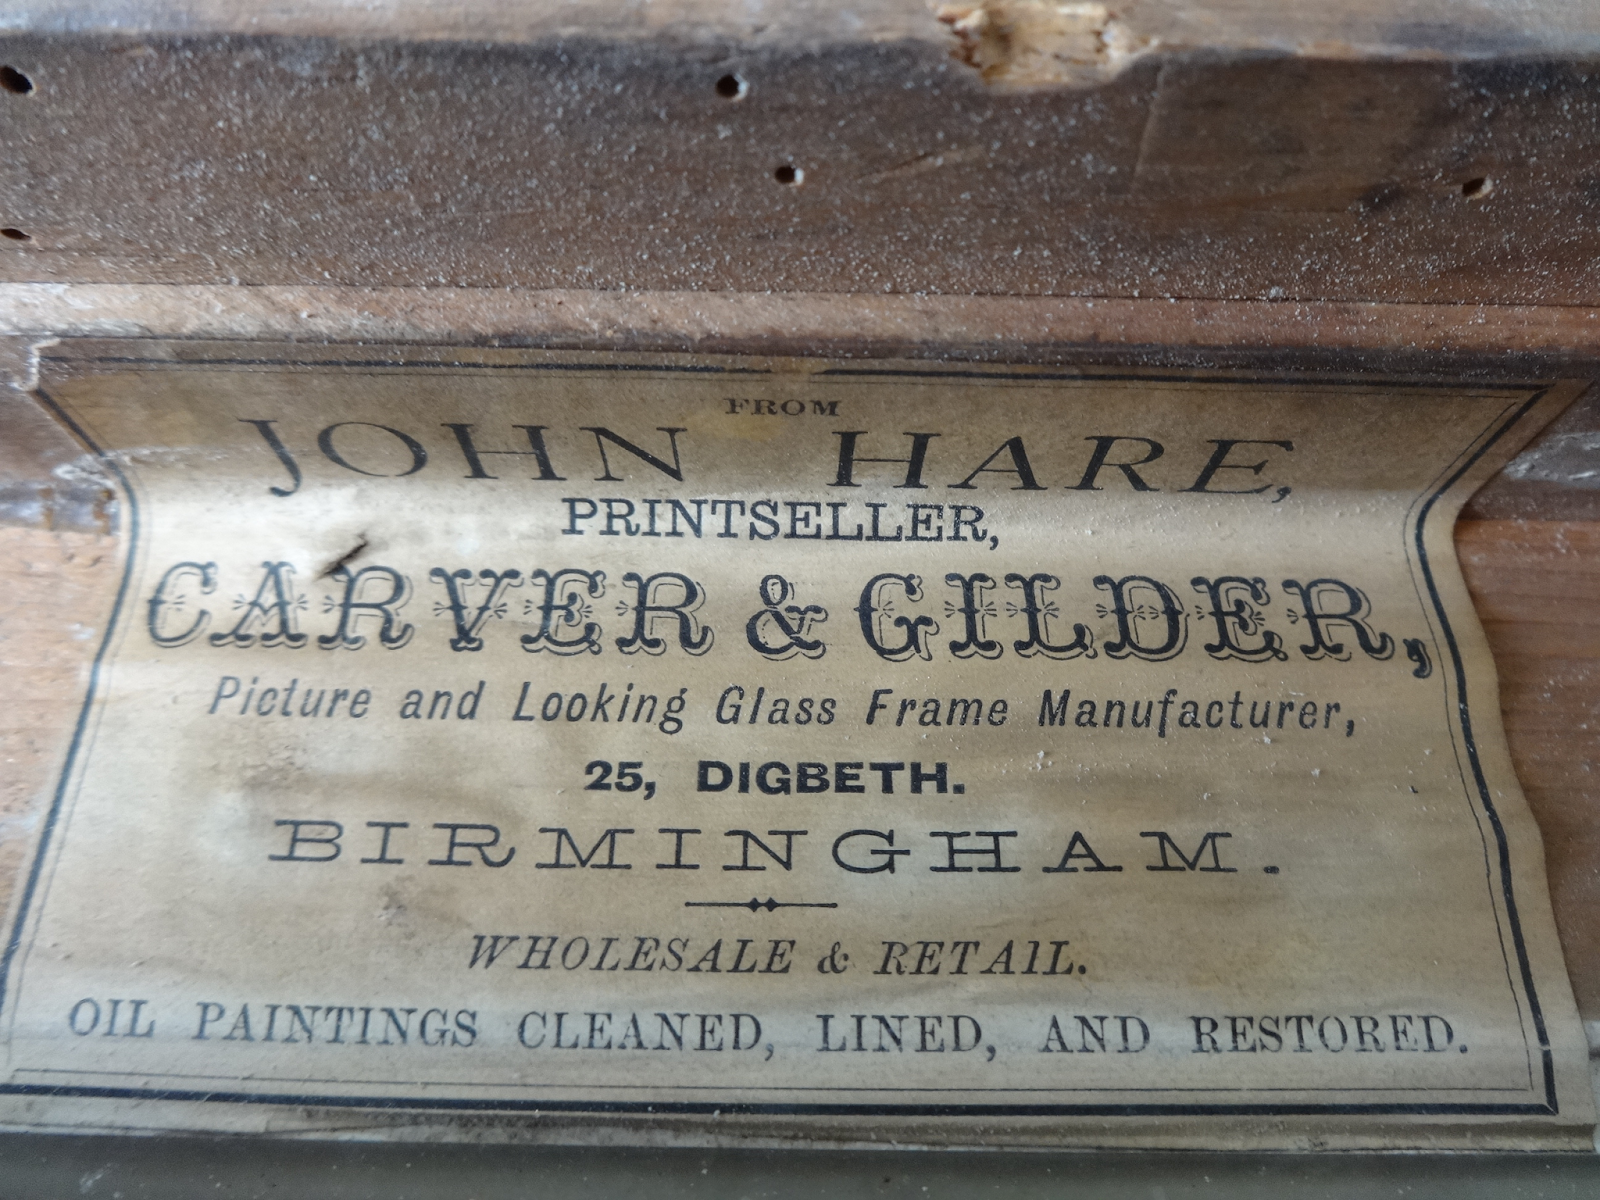 FROM
JOHN HARE,
PRINTSELLER,
CARVER & GILDER,
Picture and Looking Glass Frame Manufacturer,
25, DIGBETH.
BIRMINGHAM.
WHOLESALE & RETAIL.
OIL PAINTINGS CLEANED, LINED, AND RESTORED.